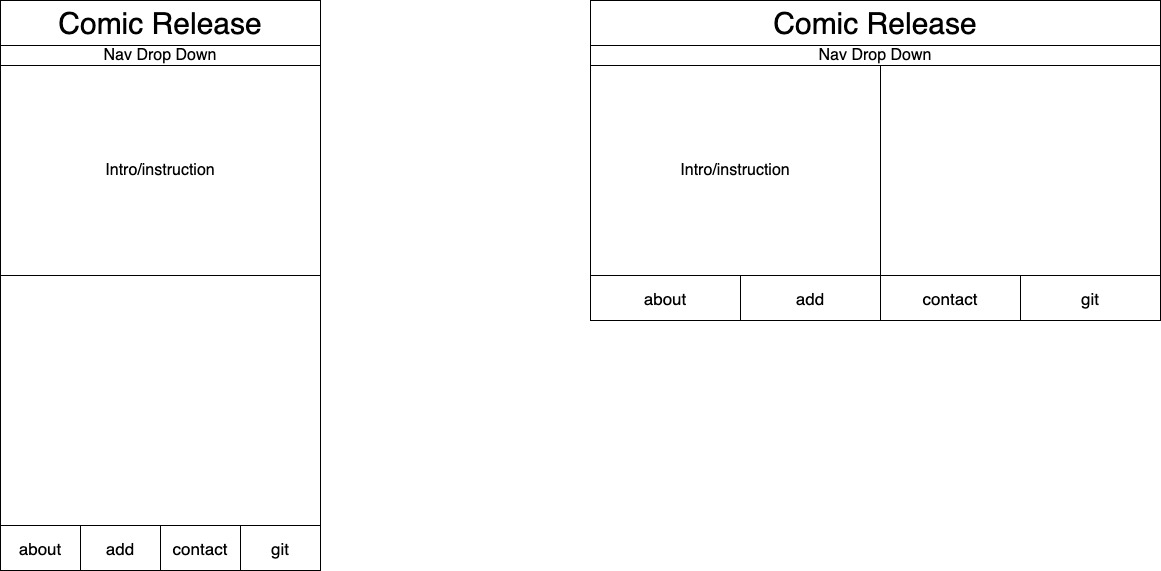 Comic Release
Nav Drop Down
Intro/instruction
about add contact git
Comic Release
Nav Drop Down
Intro/instruction
about add contact git